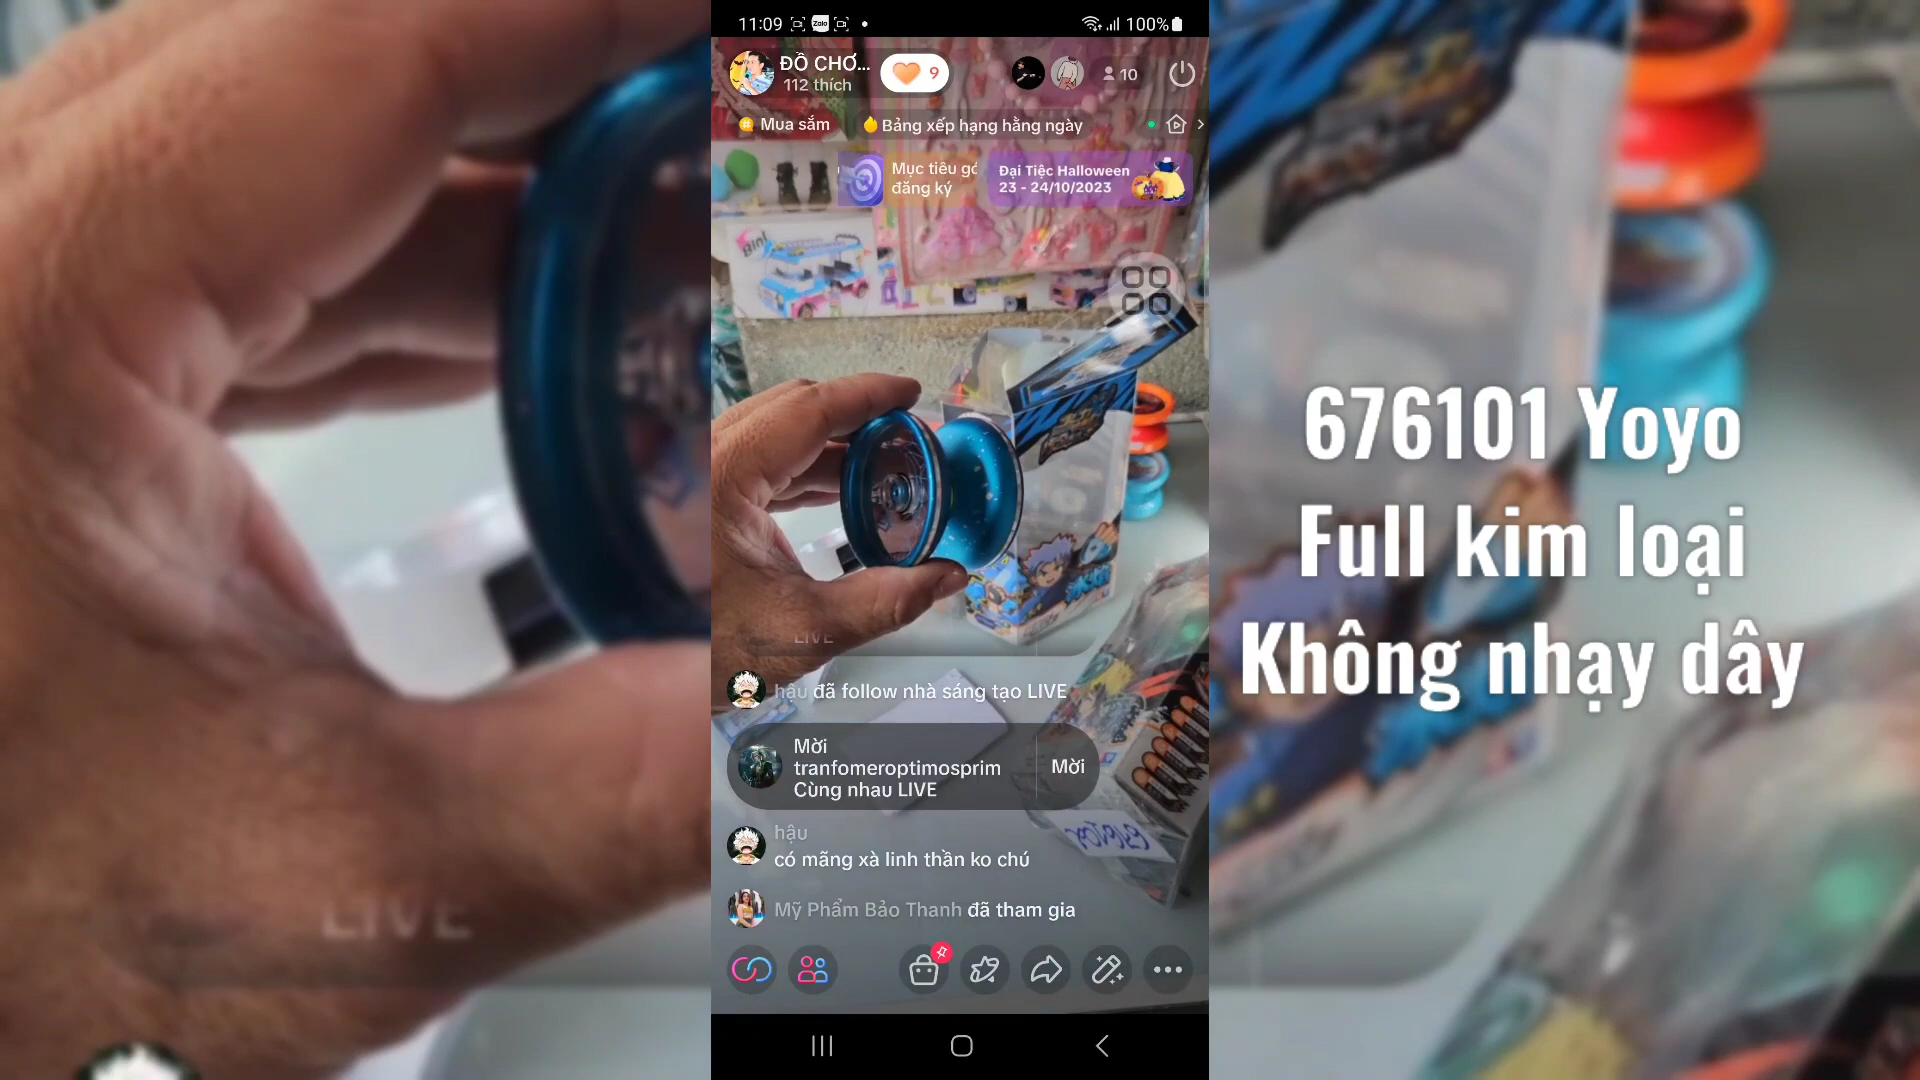 11:09
Zalo
100%
ĐỒ CHƠ...
112 thích
9
10
Mua sắm
Bảng xếp hạng hằng ngày
Mục tiêu gó
đăng ký
Đại Tiệc Halloween
23 - 24/10/2023
LIVE
hậu đã follow nhà sáng tạo LIVE
Mời
tranfomeroptimosprim
Cùng nhau LIVE
Mời
hậu
có mãng xà linh thần ko chú
Mỹ Phẩm Bảo Thanh đã tham gia
676101 Yoyo
Full kim loại
Không nhạy dây
LIVE